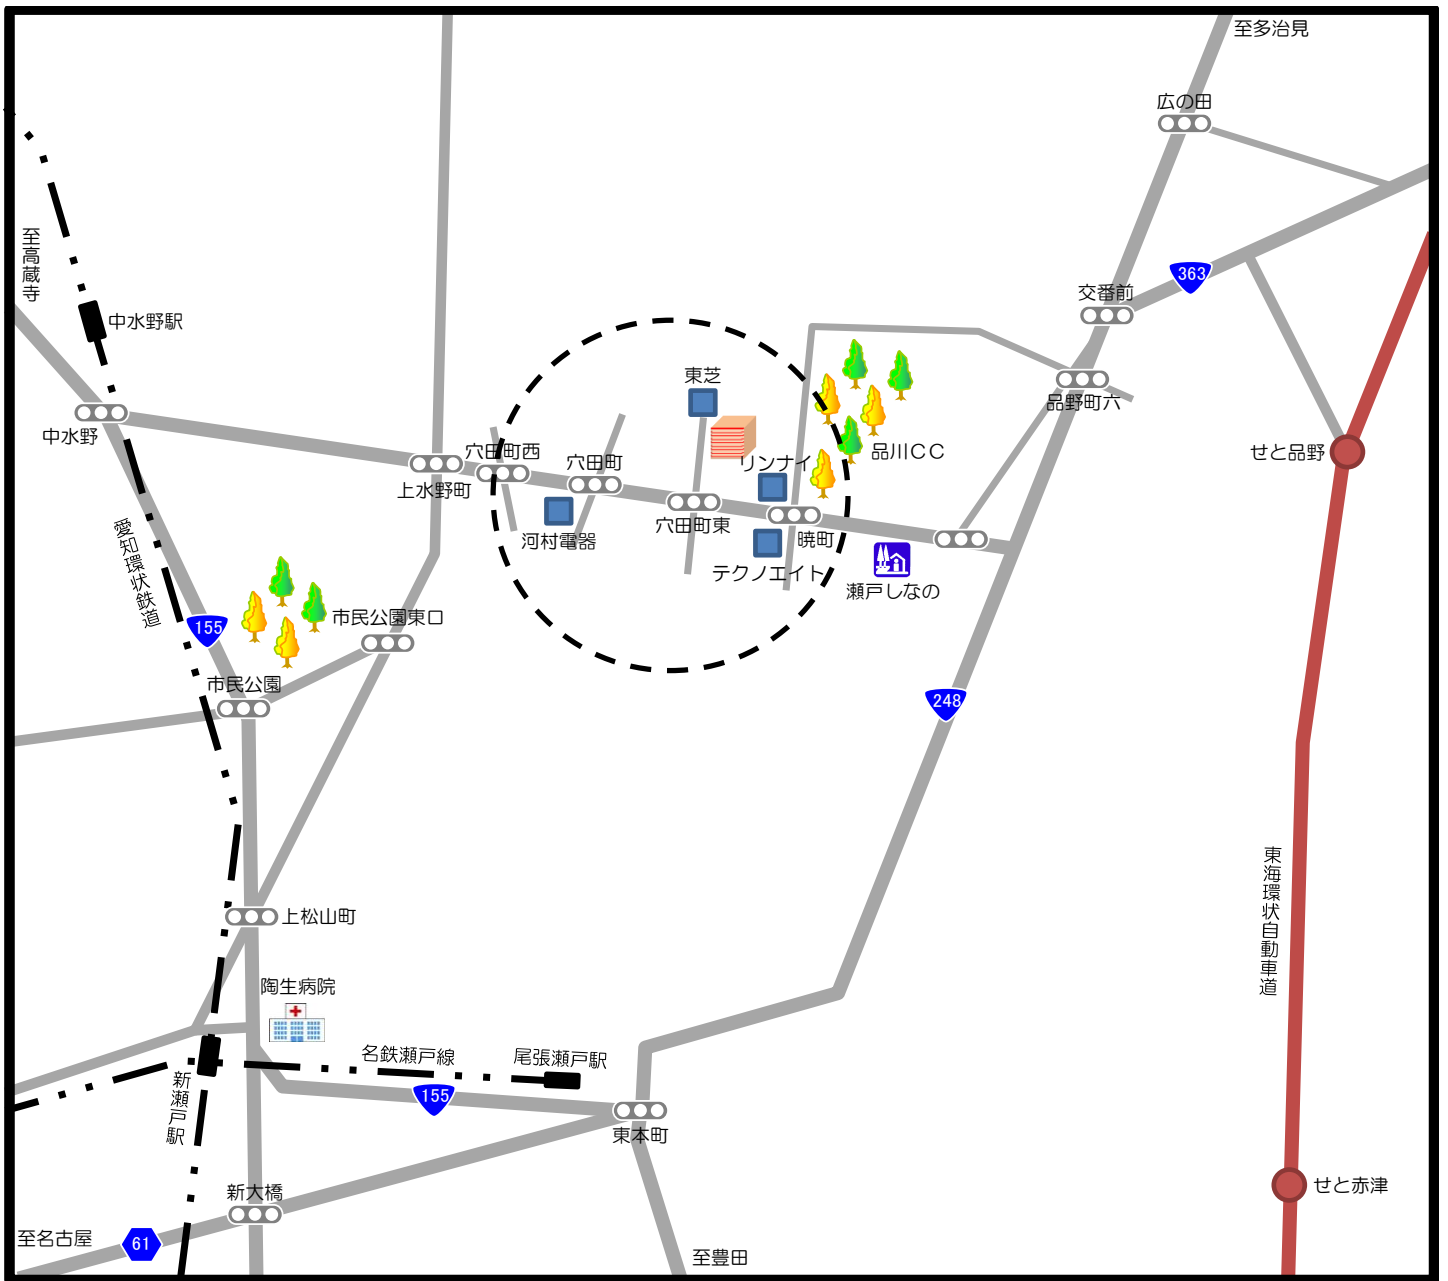 至多治見
広の田
至高蔵寺
363
交番前
中水野駅
東芝
品野町六
中水野
穴田町西
穴田町
リンナイ
品川CC
せと品野
上水野町
穴田町東
河村電器
暁町
テクノエイト
瀬戸しなの
愛知環状鉄道
155
市民公園東口
市民公園
248
東海環状自動車道
上松山町
陶生病院
名鉄瀬戸線
尾張瀬戸駅
新瀬戸駅
155
東本町
せと赤津
新大橋
至名古屋
61
至豊田